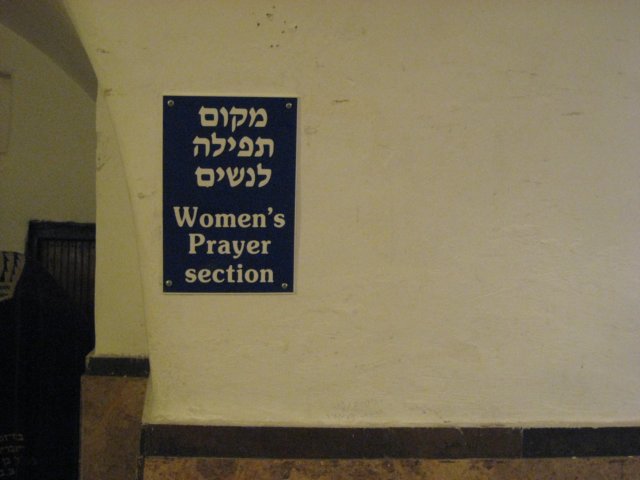 מקום
תפילה
לנשים
Women's
Prayer
section